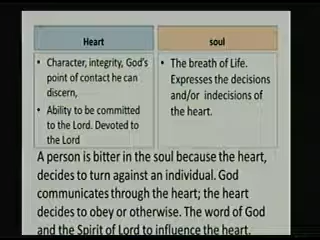 Heart
soul
• Character, integrity, God's
point of contact he can
discern,
• Ability to be committed
to the Lord. Devoted to
the Lord
• The breath of Life.
Expresses the decisions
and/or indecisions of
the heart.
A person is bitter in the soul because the heart,
decides to turn against an individual. God
communicates through the heart; the heart
decides to obey or otherwise. The word of God
and the Spirit of Lord to influence the heart.